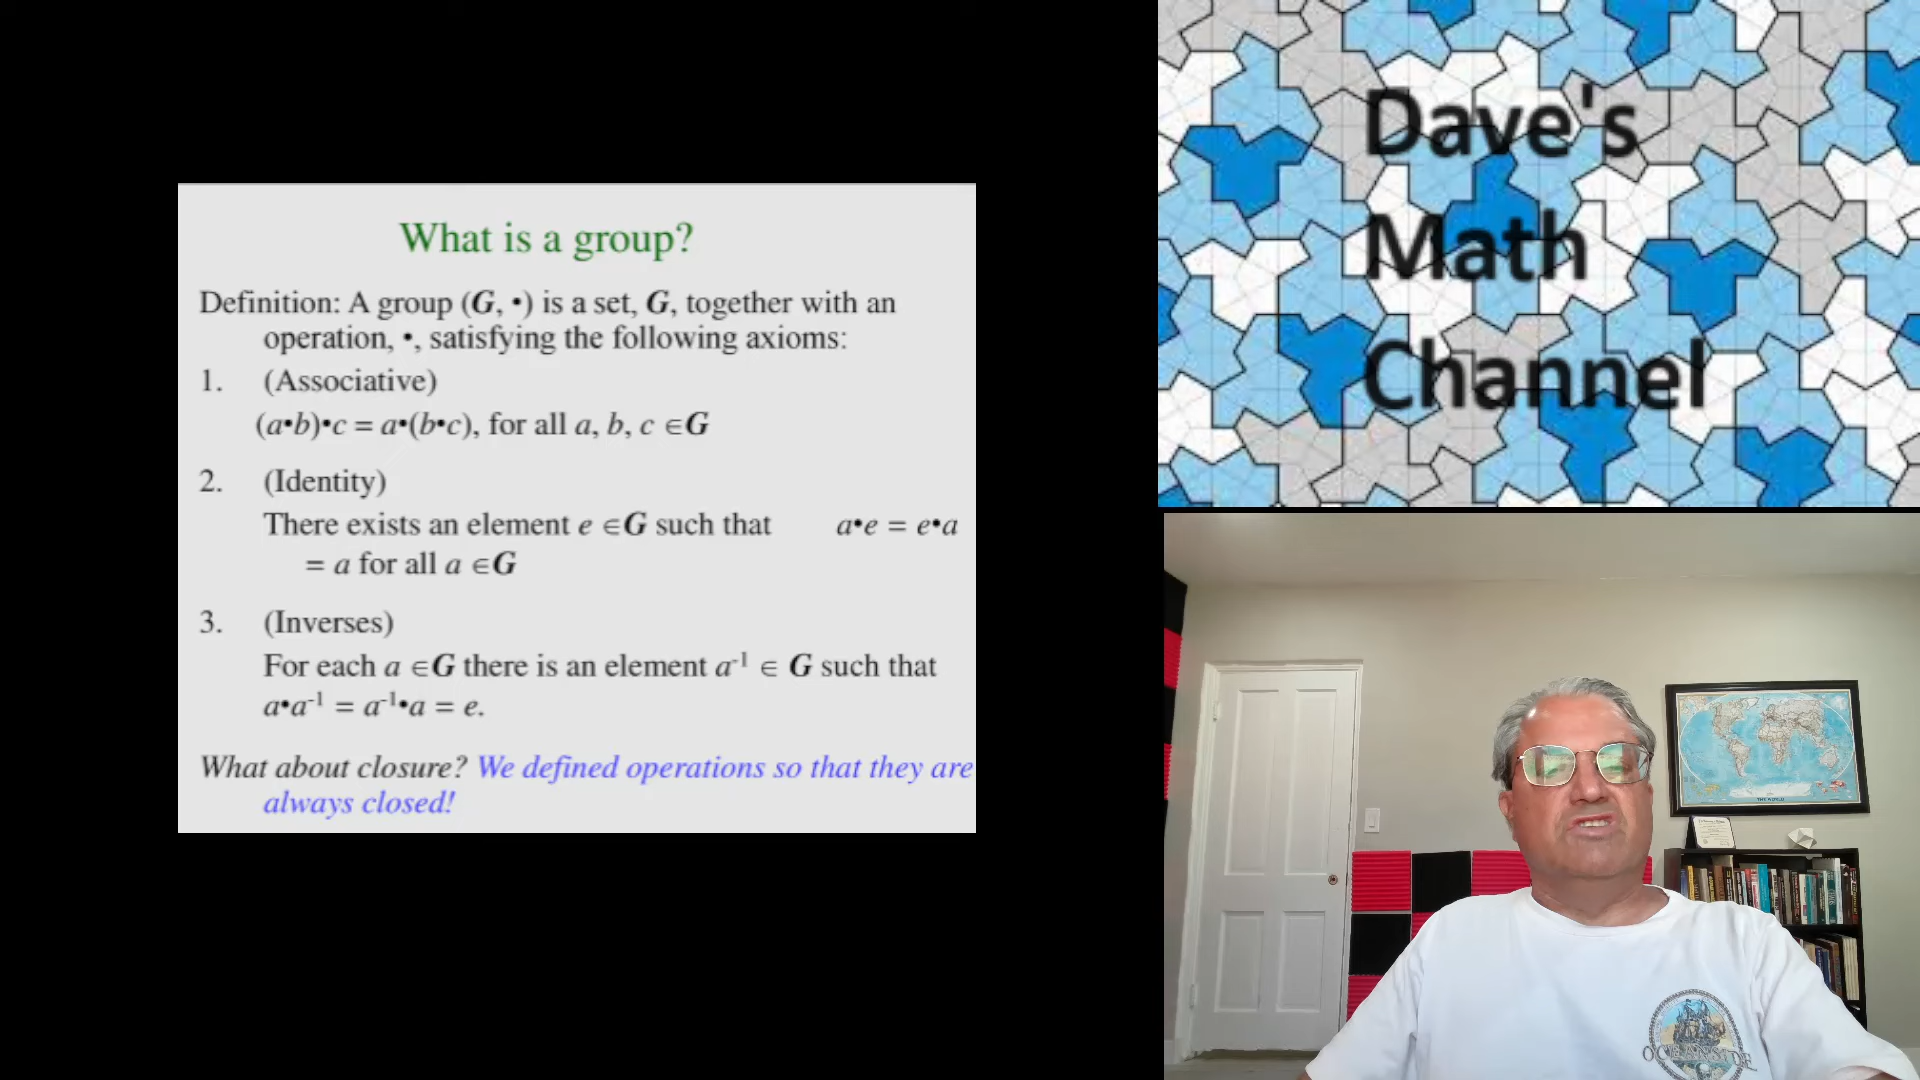 What is a group?
Definition: A group (G, •) is a set, G, together with an
operation, •, satisfying the following axioms:
1. (Associative)
(a•b)•c = a•(b•c), for all a, b, c ∈G
2. (Identity)
There exists an element e ∈G such that a•e = e•a
= a for all a ∈G
3. (Inverses)
For each a ∈G there is an element a⁻¹ ∈ G such that
a•a⁻¹ = a⁻¹•a = e.
What about closure? We defined operations so that they are
always closed!
Dave's
Math
Channel
THE WORLD
OCEANSIDE